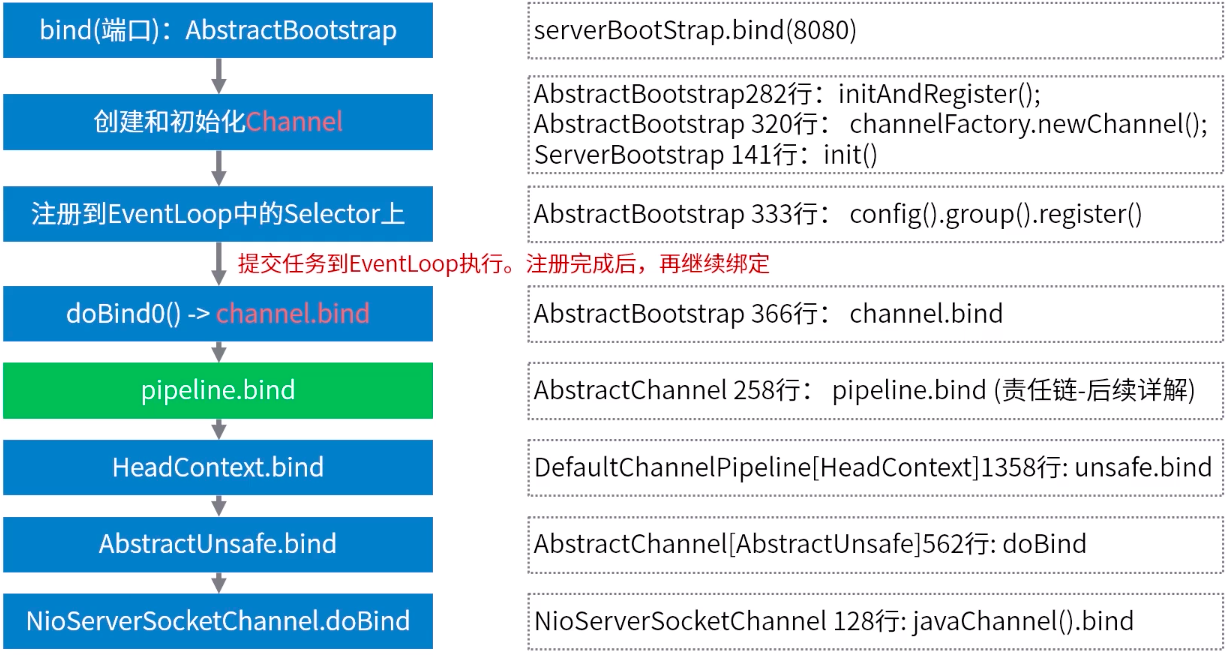 bind(端口)：AbstractBootstrap
serverBootStrap.bind(8080)
创建和初始化Channel
AbstractBootstrap282行：initAndRegister();
AbstractBootstrap 320行： channelFactory.newChannel();
ServerBootstrap 141行：init()
注册到EventLoop中的Selector上
AbstractBootstrap 333行： config().group().register()
提交任务到EventLoop执行。注册完成后，再继续绑定
doBind0() -> channel.bind
AbstractBootstrap 366行： channel.bind
pipeline.bind
AbstractChannel 258行： pipeline.bind (责任链-后续详解)
HeadContext.bind
DefaultChannelPipeline[HeadContext]1358行: unsafe.bind
AbstractUnsafe.bind
AbstractChannel[AbstractUnsafe]562行: doBind
NioServerSocketChannel.doBind
NioServerSocketChannel 128行: javaChannel().bind